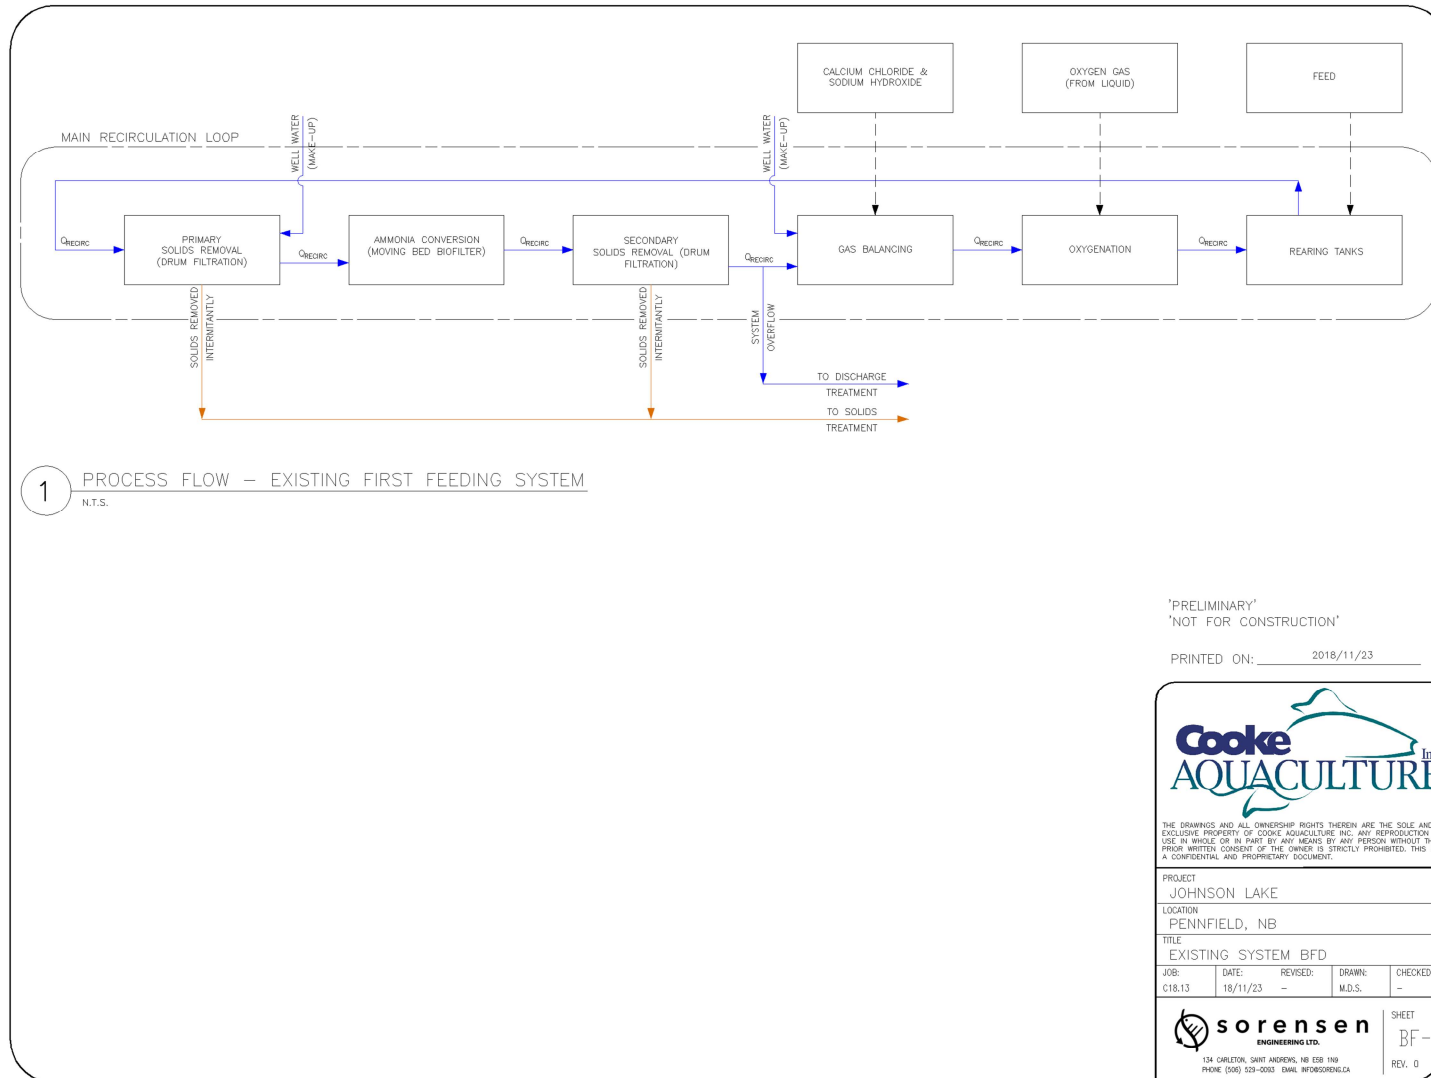 CALCIUM CHLORIDE &
SODIUM HYDROXIDE
OXYGEN GAS
(FROM LIQUID)
FEED
MAIN RECIRCULATION LOOP
WELL WATER
(MAKE-UP)
WELL WATER
(MAKE-UP)
QRECIRC
PRIMARY
SOLIDS REMOVAL
(DRUM FILTRATION)
QRECIRC
AMMONIA CONVERSION
(MOVING BED BIOFILTER)
QRECIRC
SECONDARY
SOLIDS REMOVAL (DRUM
FILTRATION)
QRECIRC
GAS BALANCING
QRECIRC
OXYGENATION
QRECIRC
REARING TANKS
SOLIDS REMOVED
INTERNITANTLY
SOLIDS REMOVED
INTERNITANTLY
SYSTEM
OVERFLOW
TO DISCHARGE
TREATMENT
TO SOLIDS
TREATMENT
1
PROCESS FLOW - EXISTING FIRST FEEDING SYSTEM
N.T.S.
'PRELIMINARY'
'NOT FOR CONSTRUCTION'
PRINTED ON: 2018/11/23
Cooke
AQUACULTURE
THE DRAWINGS AND ALL OWNERSHIP RIGHTS THEREIN ARE THE SOLE AND
EXCLUSIVE PROPERTY OF COOKE AQUACULTURE INC. ANY REPRODUCTION
USE IN WHOLE OR IN PART BY ANY MEANS BY ANY PERSON WITHOUT TH
PRIOR WRITTEN CONSENT OF THE OWNER IS STRICTLY PROHIBITED. THIS
A CONFIDENTIAL AND PROPRIETARY DOCUMENT.
PROJECT
JOHNSON LAKE
LOCATION
PENNFIELD, NB
TITLE
EXISTING SYSTEM BFD
JOB: DATE: REVISED: DRAWN: CHECKED
C18.13 18/11/23 - M.D.S. -
sorensen
ENGINEERING LTD.
134 CARLETON, SAINT ANDREWS, NB E5B 1N9
PHONE (506) 529-0093 EMAIL INFO@SORENG.CA
SHEET
BF-
REV. 0